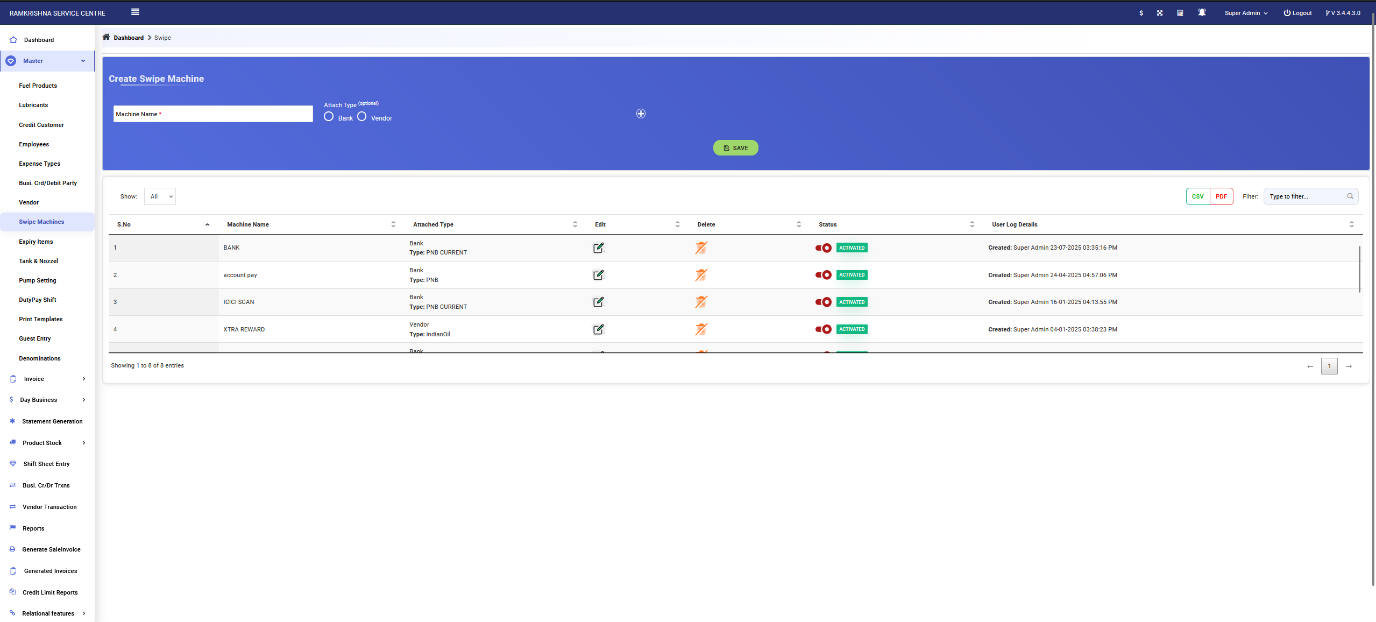 RAMKRISHNA SERVICE CENTRE
$ Super Admin Logout V 3.4.4.3.0
Dashboard
Master
Fuel Products
Lubricants
Credit Customer
Employees
Expense Types
Busi. Crd/Debit Party
Vendor
Swipe Machines
Expiry Items
Tank & Nozzel
Pump Setting
DutyPay Shift
Print Templates
Guest Entry
Denominations
Invoice
$ Day Business
Statement Generation
Product Stock
Shift Sheet Entry
Busi. Cr/Dr Trxns
Vendor Transaction
Reports
Generate SaleInvoice
Generated Invoices
Credit Limit Reports
Relational features
Dashboard > Swipe
Create Swipe Machine
Machine Name *
Attach Type (optional)
Bank Vendor
SAVE
Show: All
CSV PDF Filter: Type to filter...
S.No Machine Name Attached Type Edit Delete Status User Log Details
1 BANK Bank Type: PNB CURRENT ACTIVATED Created: Super Admin 23-07-2025 03:35:16 PM
2 account pay Bank Type: PNB ACTIVATED Created: Super Admin 24-04-2025 04:57:06 PM
3 ICICI SCAN Bank Type: PNB CURRENT ACTIVATED Created: Super Admin 16-01-2025 04:13:55 PM
4 XTRA REWARD Vendor Type: IndianOil ACTIVATED Created: Super Admin 04-01-2025 03:38:23 PM
Bank
Showing 1 to 8 of 8 entries
← 1 →